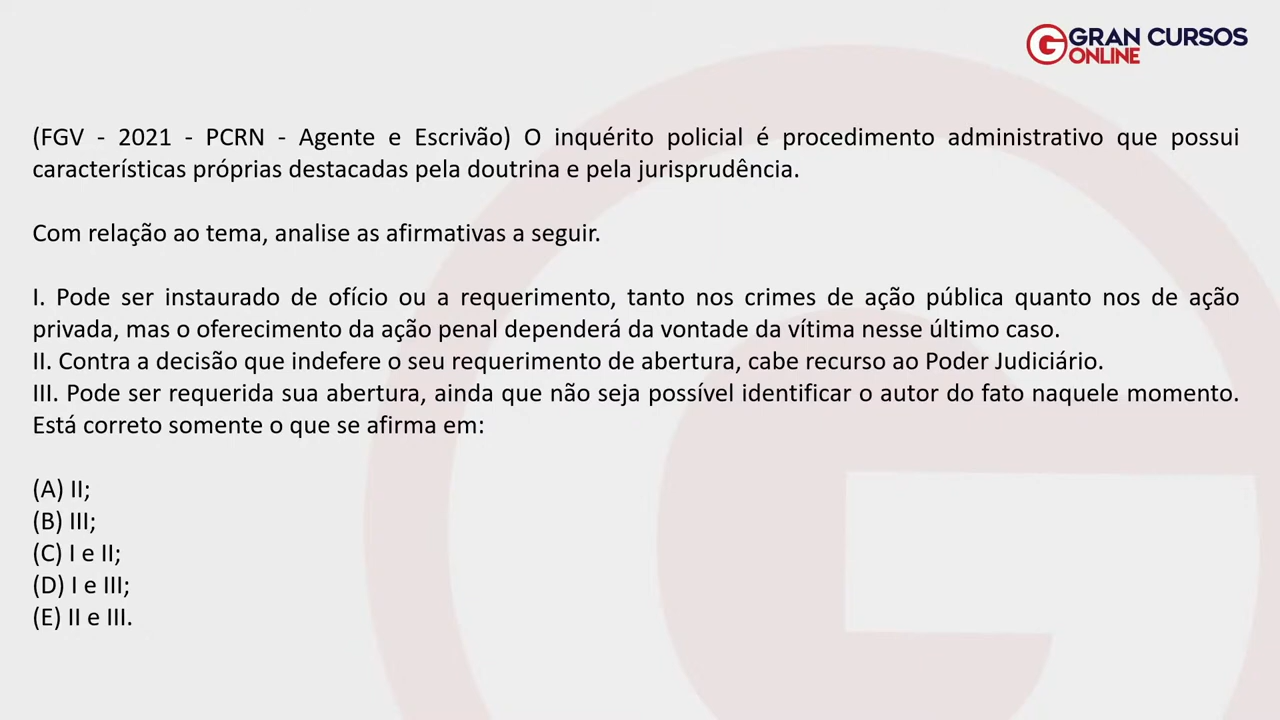 GRAN CURSOS
ONLINE
(FGV - 2021 - PCRN - Agente e Escrivão) O inquérito policial é procedimento administrativo que possui
características próprias destacadas pela doutrina e pela jurisprudência.
Com relação ao tema, analise as afirmativas a seguir.
I. Pode ser instaurado de ofício ou a requerimento, tanto nos crimes de ação pública quanto nos de ação
privada, mas o oferecimento da ação penal dependerá da vontade da vítima nesse último caso.
II. Contra a decisão que indefere o seu requerimento de abertura, cabe recurso ao Poder Judiciário.
III. Pode ser requerida sua abertura, ainda que não seja possível identificar o autor do fato naquele momento.
Está correto somente o que se afirma em:
(A) II;
(B) III;
(C) I e II;
(D) I e III;
(E) II e III.